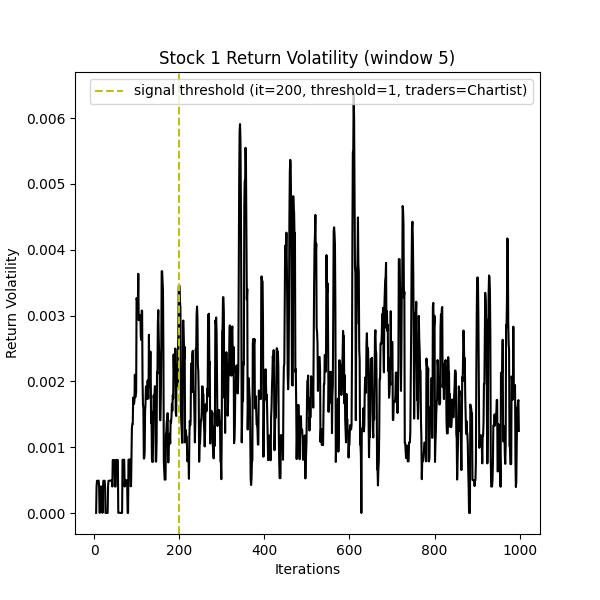 Stock 1 Return Volatility (window 5)
signal threshold (it=200, threshold=1, traders=Chartist)
0.006
0.005
0.004
0.003
0.002
0.001
0.000
Return Volatility
0 200 400 600 800 1000
Iterations